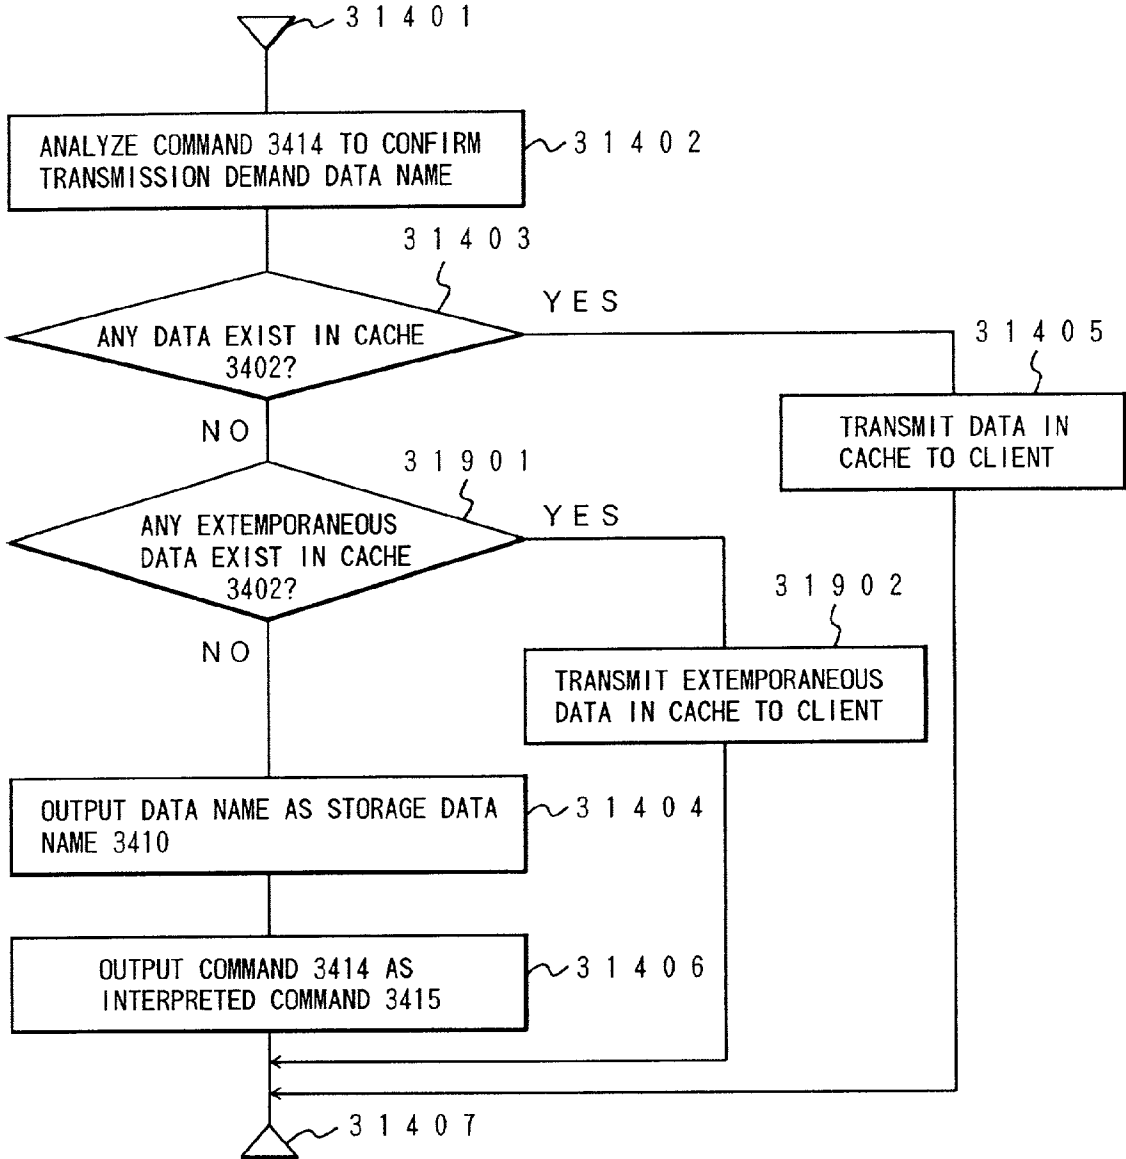 31401
ANALYZE COMMAND 3414 TO CONFIRM
TRANSMISSION DEMAND DATA NAME
31402
31403
ANY DATA EXIST IN CACHE
3402?
YES
NO
31405
TRANSMIT DATA IN
CACHE TO CLIENT
31901
ANY EXTEMPORANEOUS
DATA EXIST IN CACHE
3402?
YES
NO
31902
TRANSMIT EXTEMPORANEOUS
DATA IN CACHE TO CLIENT
OUTPUT DATA NAME AS STORAGE DATA
NAME 3410
31404
OUTPUT COMMAND 3414 AS
INTERPRETED COMMAND 3415
31406
31407